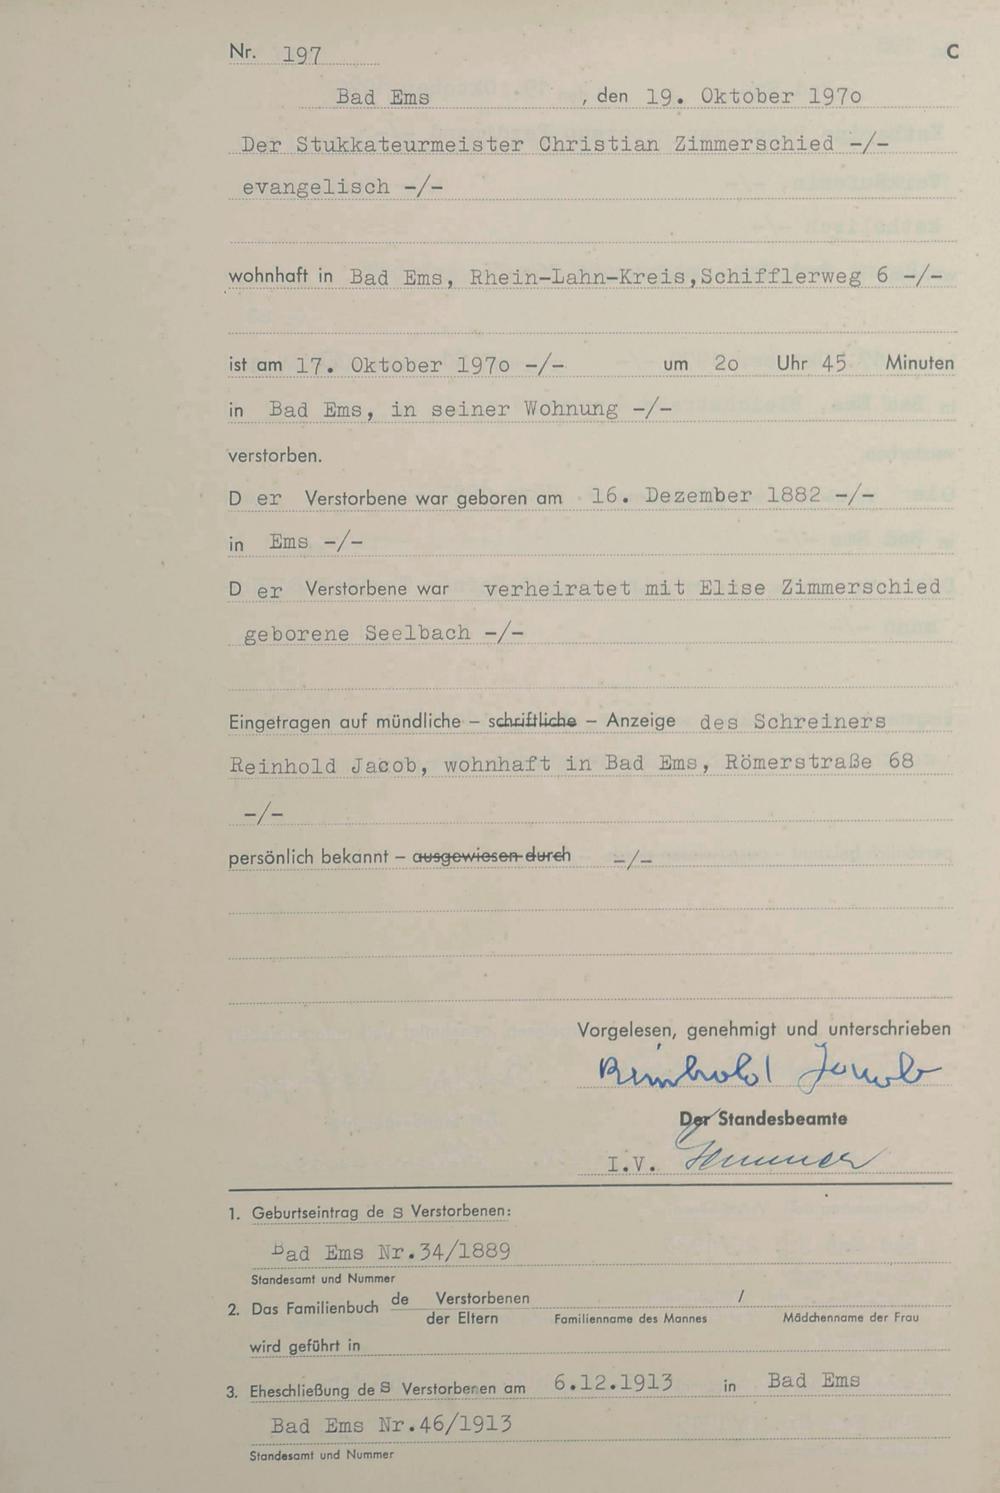 Nr. 197 C
Bad Ems , den 19. Oktober 197o
Der Stukkateurmeister Christian Zimmerschied -/-
evangelisch -/-
wohnhaft in Bad Ems, Rhein-Lahn-Kreis,Schifflerweg 6 -/-
ist am 17. Oktober 197o -/- um 2o Uhr 45 Minuten
in Bad Ems, in seiner Wohnung -/-
verstorben.
D er Verstorbene war geboren am 16. Dezember 1882 -/-
in Ems -/-
D er Verstorbene war verheiratet mit Elise Zimmerschied
geborene Seelbach -/-
Eingetragen auf mündliche – schriftliche – Anzeige des Schreiners
Reinhold Jacob, wohnhaft in Bad Ems, Römerstraße 68
-/-
persönlich bekannt – ausgewiesen durch -/-
Vorgelesen, genehmigt und unterschrieben
Reinhold Jacob
Der Standesbeamte
I.V.
1. Geburtseintrag de s Verstorbenen:
Bad Ems Nr.34/1889
Standesamt und Nummer
2. Das Familienbuch de Verstorbenen /
der Eltern Familienname des Mannes Mädchenname der Frau
wird geführt in
3. Eheschließung de s Verstorbenen am 6.12.1913 in Bad Ems
Bad Ems Nr.46/1913
Standesamt und Nummer